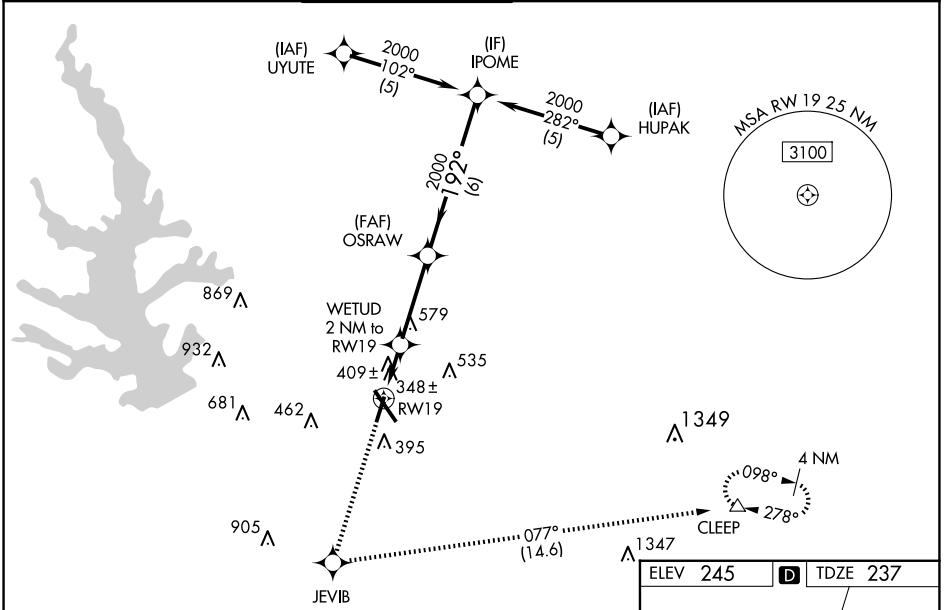 (IAF)
UYUTE
2000
102°
(5)
(IF)
IPOME
2000
282°
(5)
(IAF)
HUPAK
MSA RW 19 25 NM
3100
2000
192°
(6)
(FAF)
OSRAW
869
WETUD
2 NM to
RW19
579
932
409±
535
348±
RW19
681
462
395
1349
4 NM
098°
278°
CLEEP
905
077°
(14.6)
1347
JEVIB
ELEV 245
D
TDZE 237